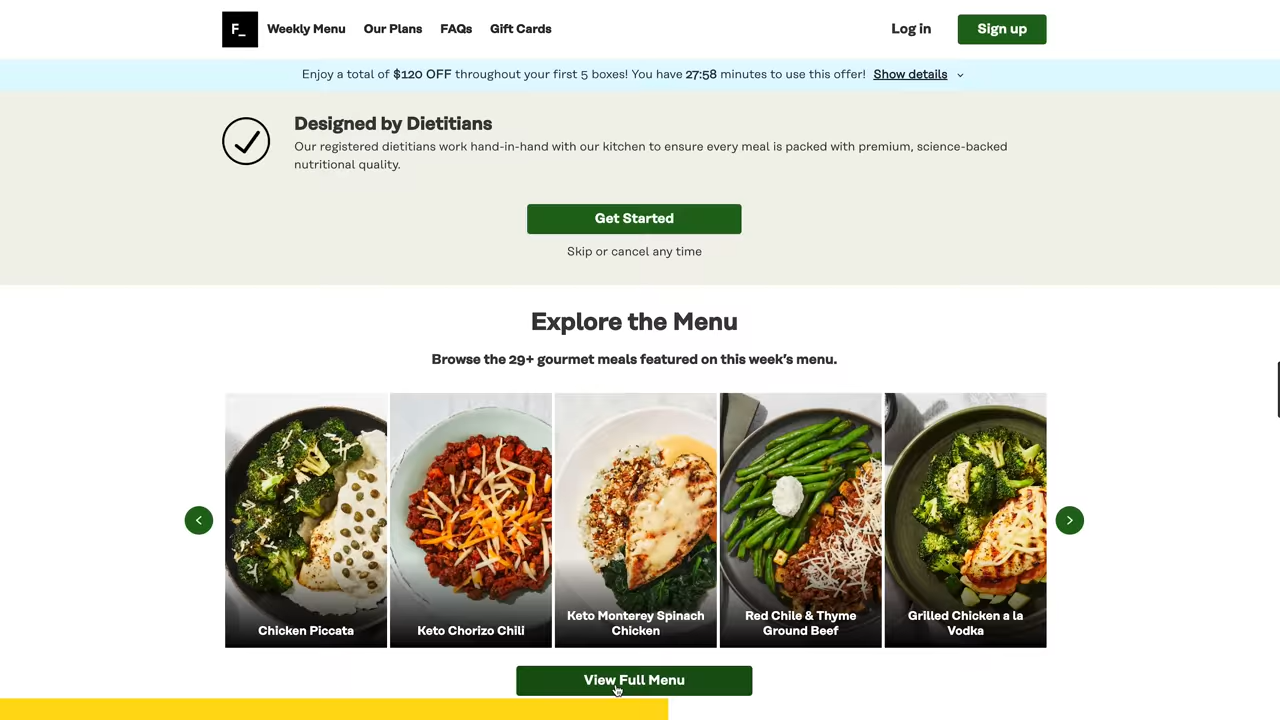 F_ Weekly Menu Our Plans FAQs Gift Cards Log in Sign up
Enjoy a total of $120 OFF throughout your first 5 boxes! You have 27:58 minutes to use this offer! Show details
Designed by Dietitians
Our registered dietitians work hand-in-hand with our kitchen to ensure every meal is packed with premium, science-backed
nutritional quality.
Get Started
Skip or cancel any time
Explore the Menu
Browse the 29+ gourmet meals featured on this week's menu.
Chicken Piccata
Keto Chorizo Chili
Keto Monterey Spinach
Chicken
Red Chile & Thyme
Ground Beef
Grilled Chicken a la
Vodka
View Full Menu